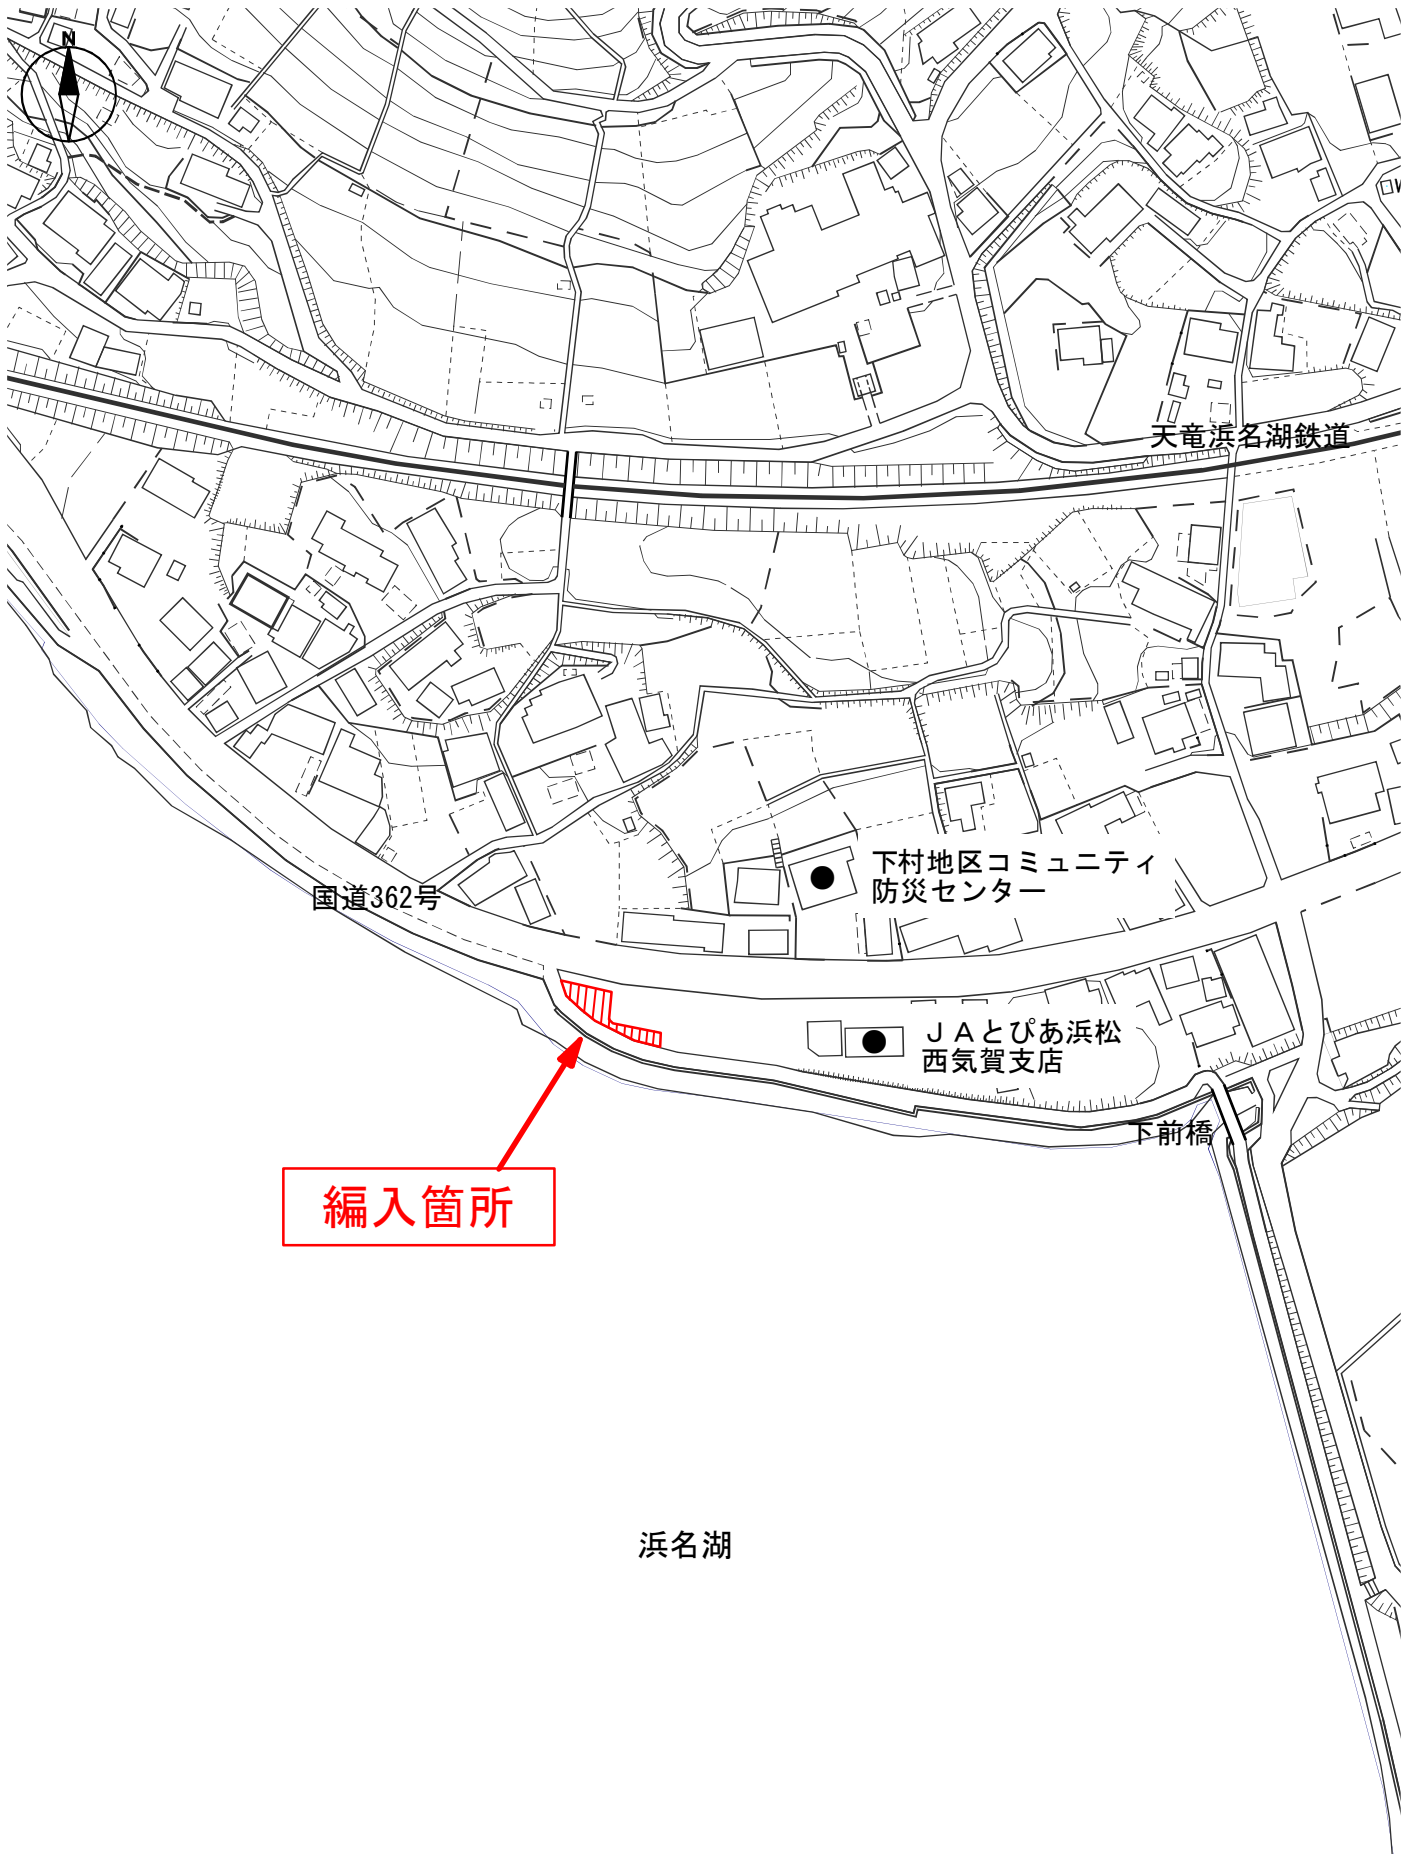 N
天竜浜名湖鉄道
下村地区コミュニティ
防災センター
国道362号
ＪＡとぴあ浜松
西気賀支店
下前橋
編入箇所
浜名湖